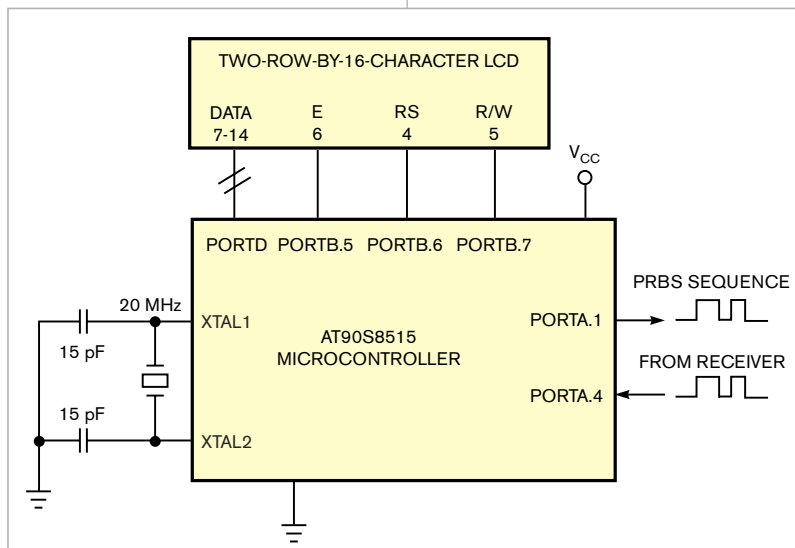 TWO-ROW-BY-16-CHARACTER LCD
DATA E RS R/W
7-14 6 4 5
VCC
PORTD PORTB.5 PORTB.6 PORTB.7
20 MHz
XTAL1
15 pF
15 pF
XTAL2
AT90S8515
MICROCONTROLLER
PRBS SEQUENCE
PORTA.1
FROM RECEIVER
PORTA.4